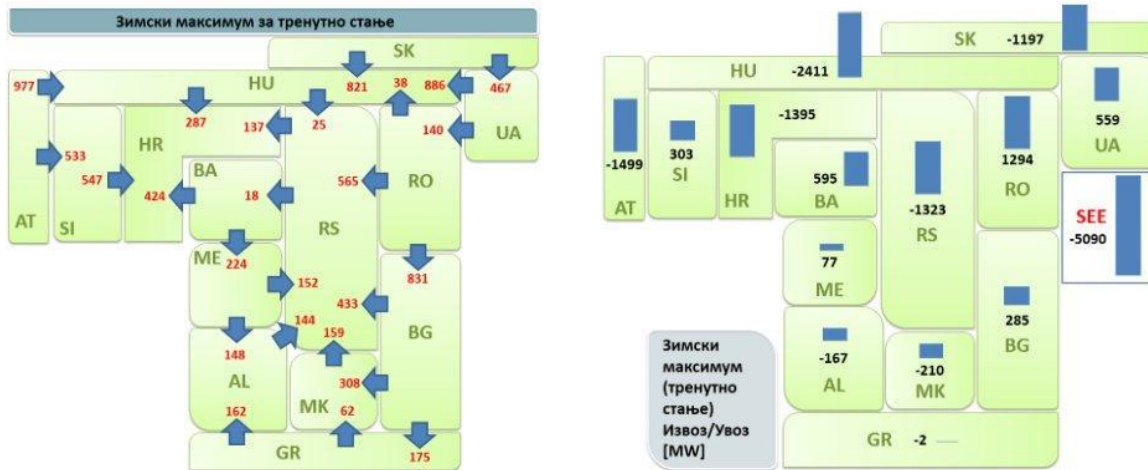 Зимски максимум за тренутно стање
SK
977
HU
821
38
886
467
287
137
25
140
UA
HR
533
547
424
BA
18
565
RO
AT
SI
RS
ME
224
152
831
433
BG
144
159
148
AL
308
MK
162
62
GR
175
SK -1197
HU
-2411
-1395
559
UA
-1499
303
SI
595
BA
1294
RO
AT
HR
-1323
RS
SEE
-5090
ME
77
285
BG
Зимски
максимум
(тренутно
стање)
Извоз/Увоз
[MW]
-167
AL
-210
MK
GR -2